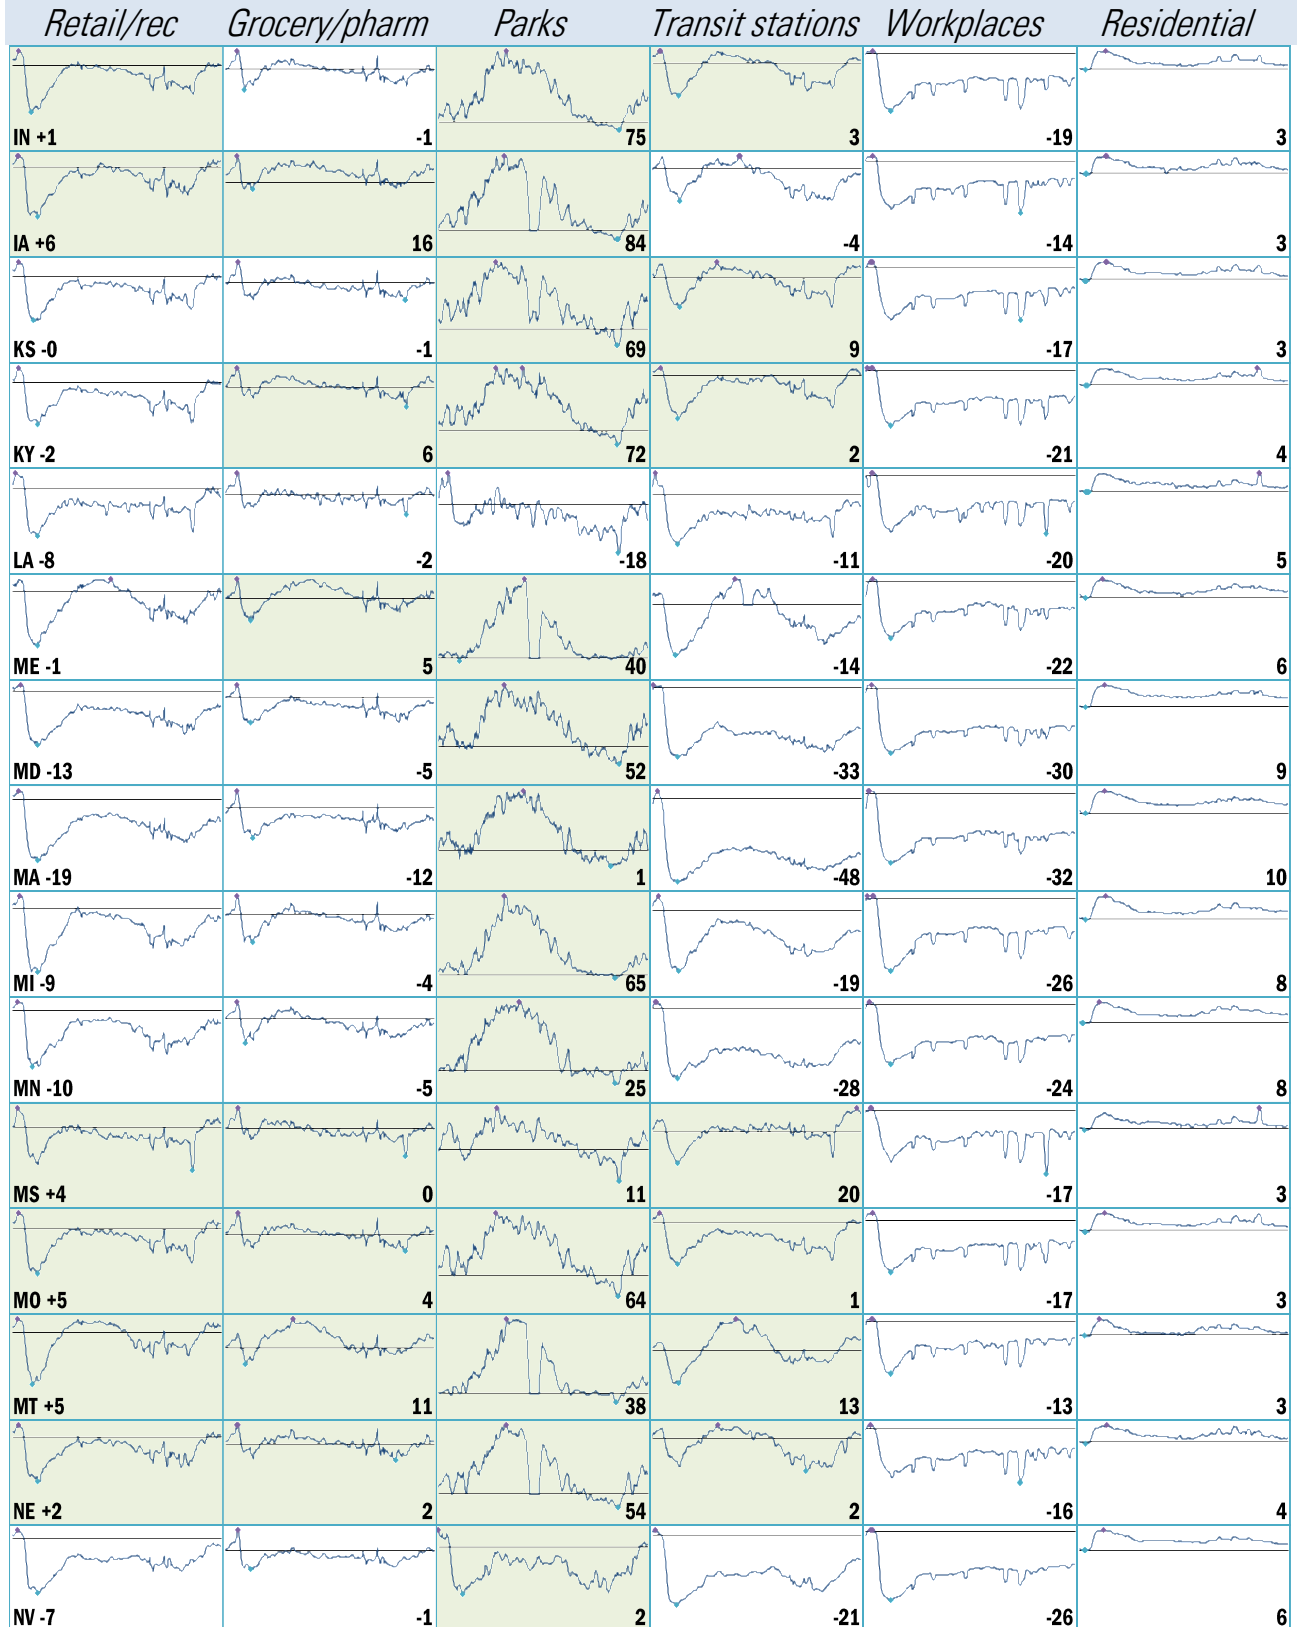 Retail/rec Grocery/pharm Parks Transit stations Workplaces Residential
IN +1 -1 75 3 -19 3
IA +6 16 84 -4 -14 3
KS -0 -1 69 9 -17 3
KY -2 6 72 2 -21 4
LA -8 -2 -18 -11 -20 5
ME -1 5 40 -14 -22 6
MD -13 -5 52 -33 -30 9
MA -19 -12 1 -48 -32 10
MI -9 -4 65 -19 -26 8
MN -10 -5 25 -28 -24 8
MS +4 0 11 20 -17 3
MO +5 4 64 1 -17 3
MT +5 11 38 13 -13 3
NE +2 2 54 2 -16 4
NV -7 -1 2 -21 -26 6